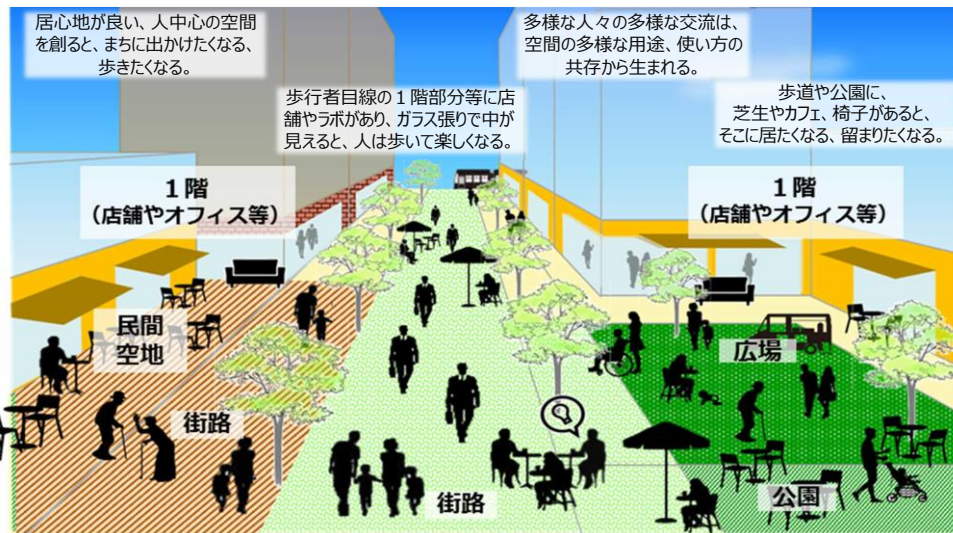 居心地が良い、人中心の空間
を創ると、まちに出かけたくなる、
歩きたくなる。
多様な人々の多様な交流は、
空間の多様な用途、使い方の
共存から生まれる。
歩行者目線の１階部分等に店
舗やラボがあり、ガラス張りで中が
見えると、人は歩いて楽しくなる。
歩道や公園に、
芝生やカフェ、椅子があると、
そこに居たくなる、留まりたくなる。
１階
（店舗やオフィス等）
１階
（店舗やオフィス等）
民間
空地
広場
街路
街路
公園